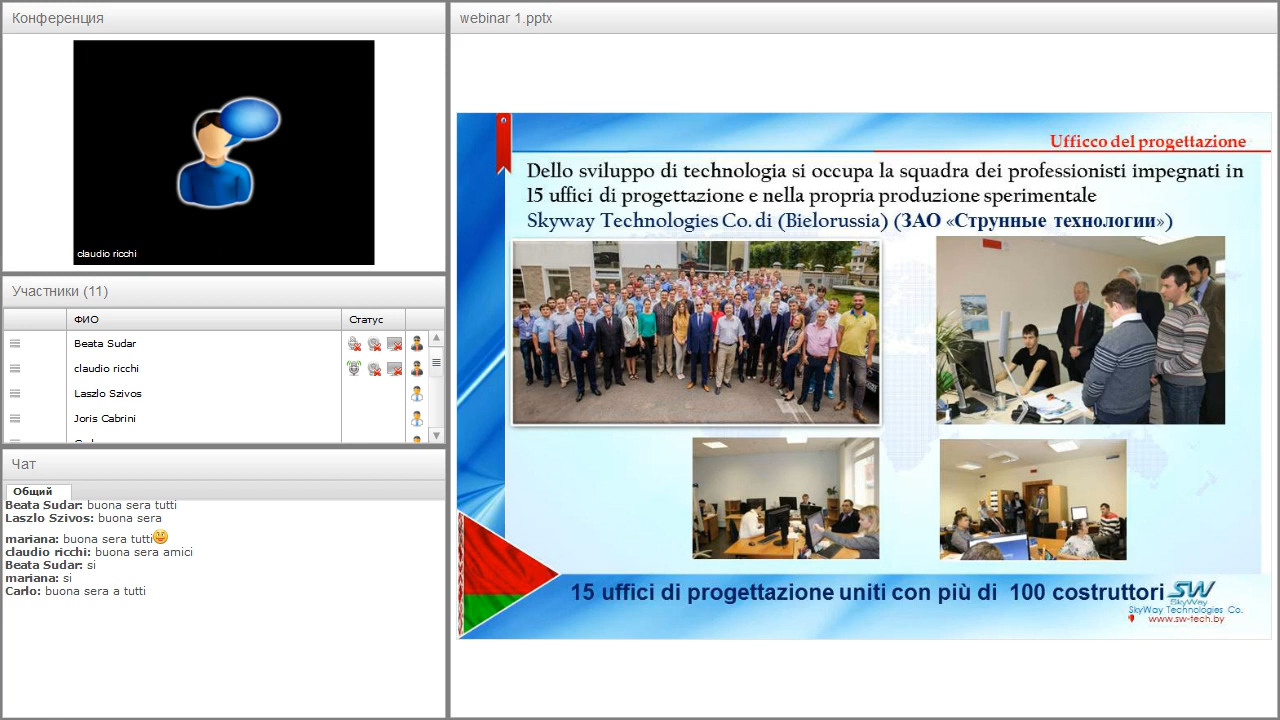 Конференция
claudio ricchi
Участники (11)
ФИО
Статус
Beata Sudar
claudio ricchi
Laszlo Szivos
Joris Cabrini
Чат
Общий
Beata Sudar: buona sera tutti
Laszlo Szivos: buona sera
mariana: buona sera tutti
claudio ricchi: buona sera amici
Beata Sudar: si
mariana: si
Carlo: buona sera a tutti
webinar 1.pptx
Ufficco del progettazione
Dello sviluppo di technologia si occupa la squadra dei professionisti impegnati in
15 uffici di progettazione e nella propria produzione sperimentale
Skyway Technologies Co. di (Bielorussia) (ЗАО «Струнные технологии»)
15 uffici di progettazione uniti con più di 100 costruttori
SW
SkyWay
SkyWay Technologies Co.
www.sw-tech.by